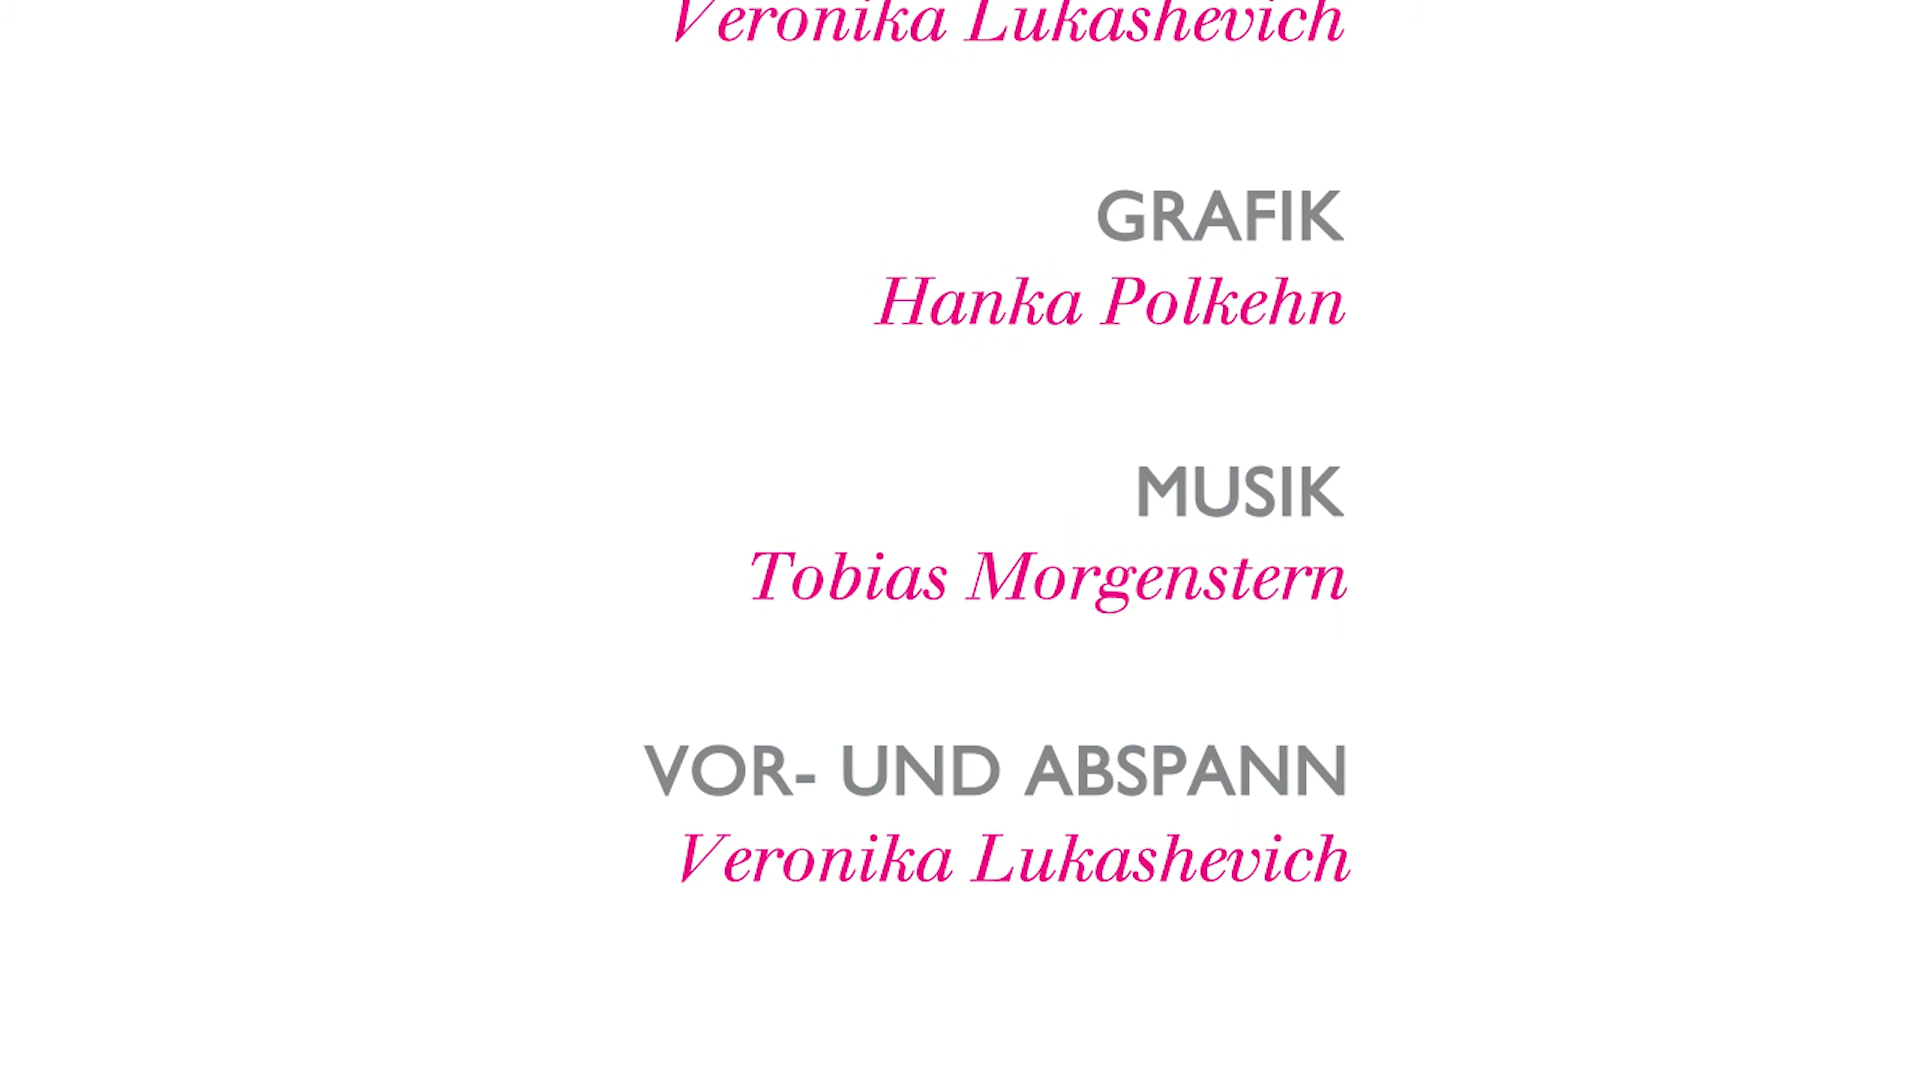 Veronika Lukashevich
GRAFIK
Hanka Polkehn
MUSIK
Tobias Morgenstern
VOR- UND ABSPANN
Veronika Lukashevich